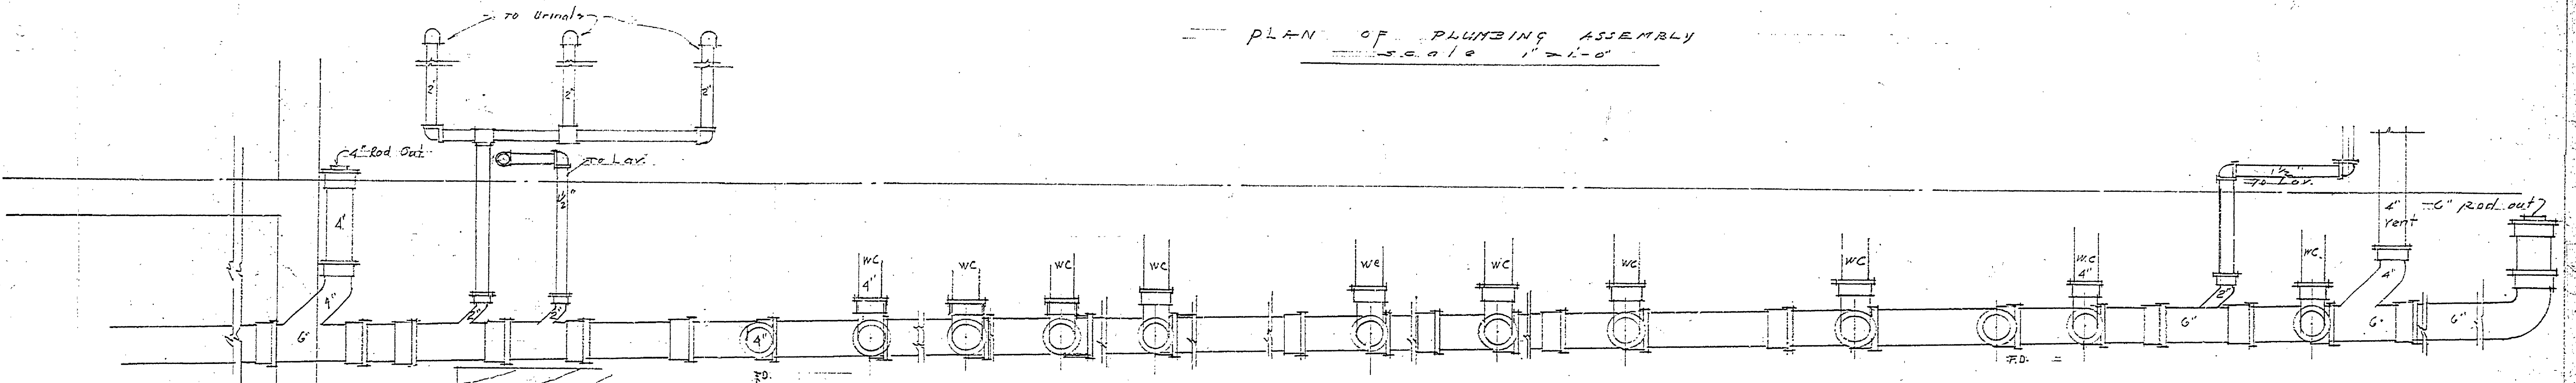 TO Urinals
PLAN OF PLUMBING ASSEMBLY
scale 1" = 1'-0"
2"
2"
2"
4" Rod Out
TO Lav.
1½"
1½"
TO Lav.
4'
4"
vent
6" Rod out
WC
4"
WC
WC
WC
WC
WC
WC
WC
WC
4"
WC
4"
6"
2"
2"
4"
2"
6"
4"
6"
6"
F.D.
F.D.